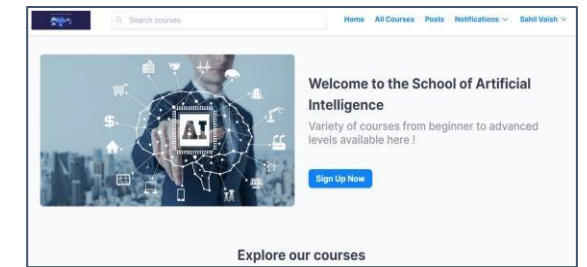 Search courses
Home All Courses Posts Notifications Sahil Vaish
AI
Welcome to the School of Artificial
Intelligence
Variety of courses from beginner to advanced
levels available here !
Sign Up Now
Explore our courses